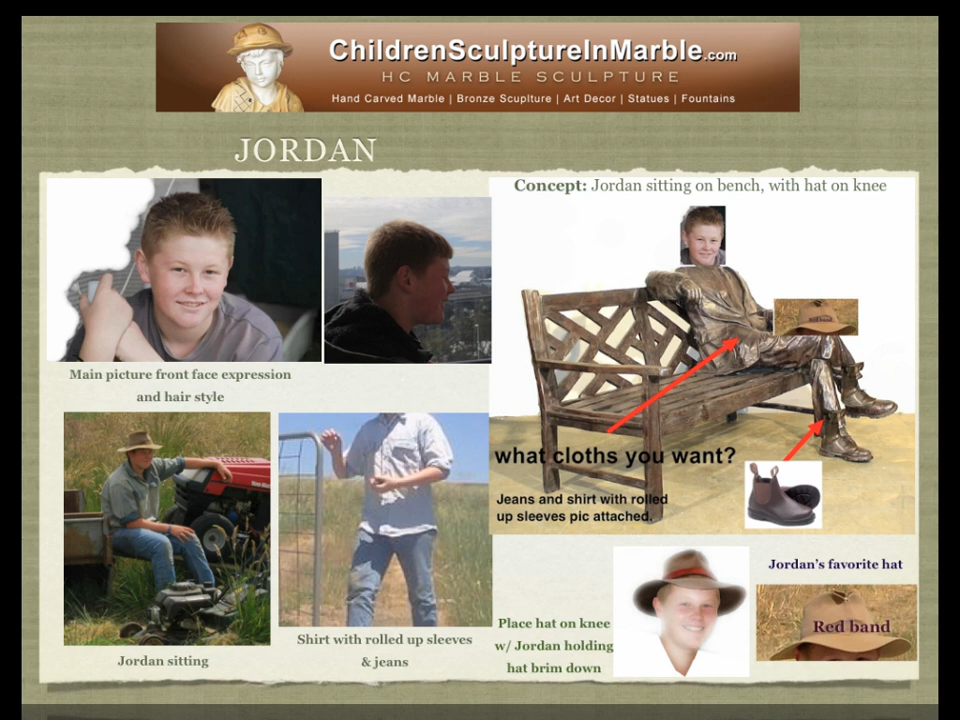 ChildrenSculptureInMarble.com
HC MARBLE SCULPTURE
Hand Carved Marble | Bronze Scuplture | Art Decor | Statues | Fountains
JORDAN
Concept: Jordan sitting on bench, with hat on knee
Main picture front face expression
and hair style
what cloths you want?
Jeans and shirt with rolled
up sleeves pic attached.
Jordan sitting
Shirt with rolled up sleeves
& jeans
Place hat on knee
w/ Jordan holding
hat brim down
Jordan's favorite hat
Red band